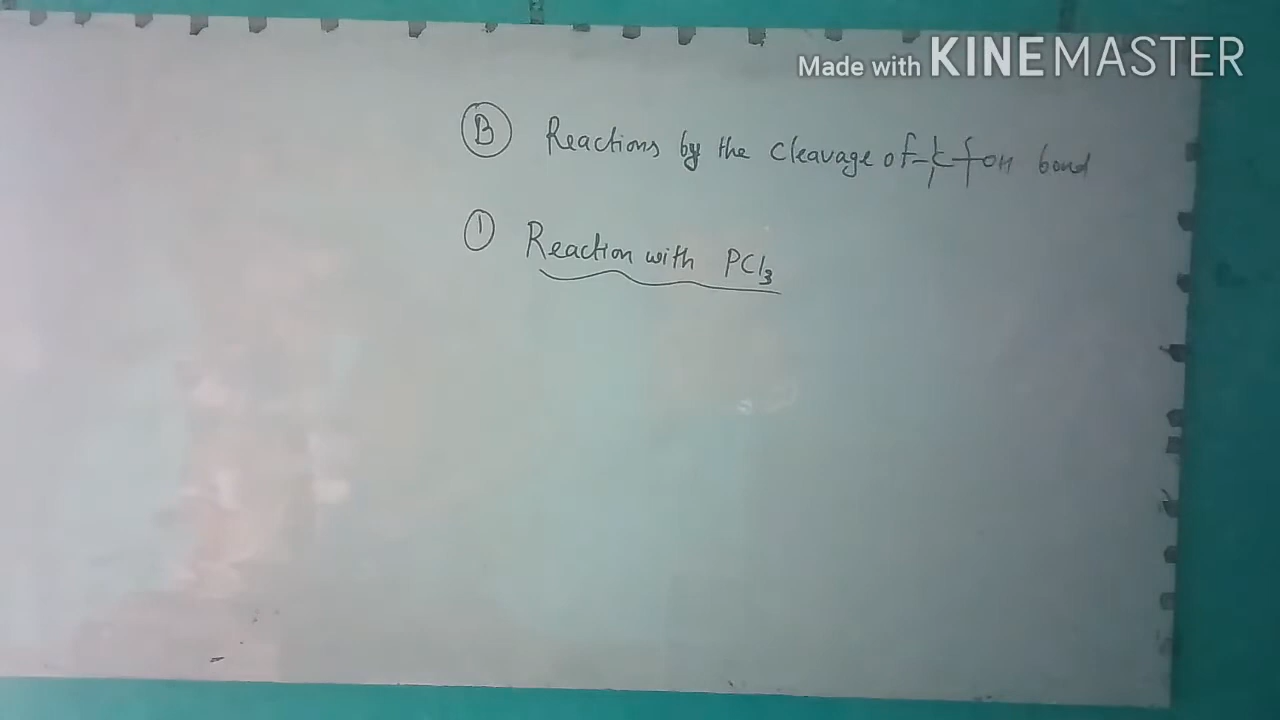 Made with KINEMASTER
B Reactions by the cleavage of -C-OH bond
1 Reaction with PCl3